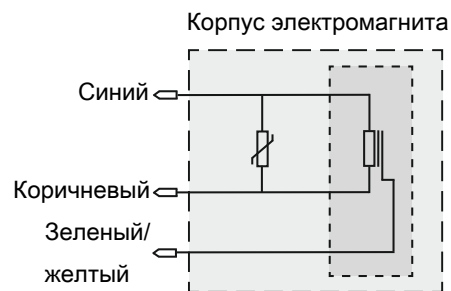 Корпус электромагнита
Синий
Коричневый
Зеленый/
желтый